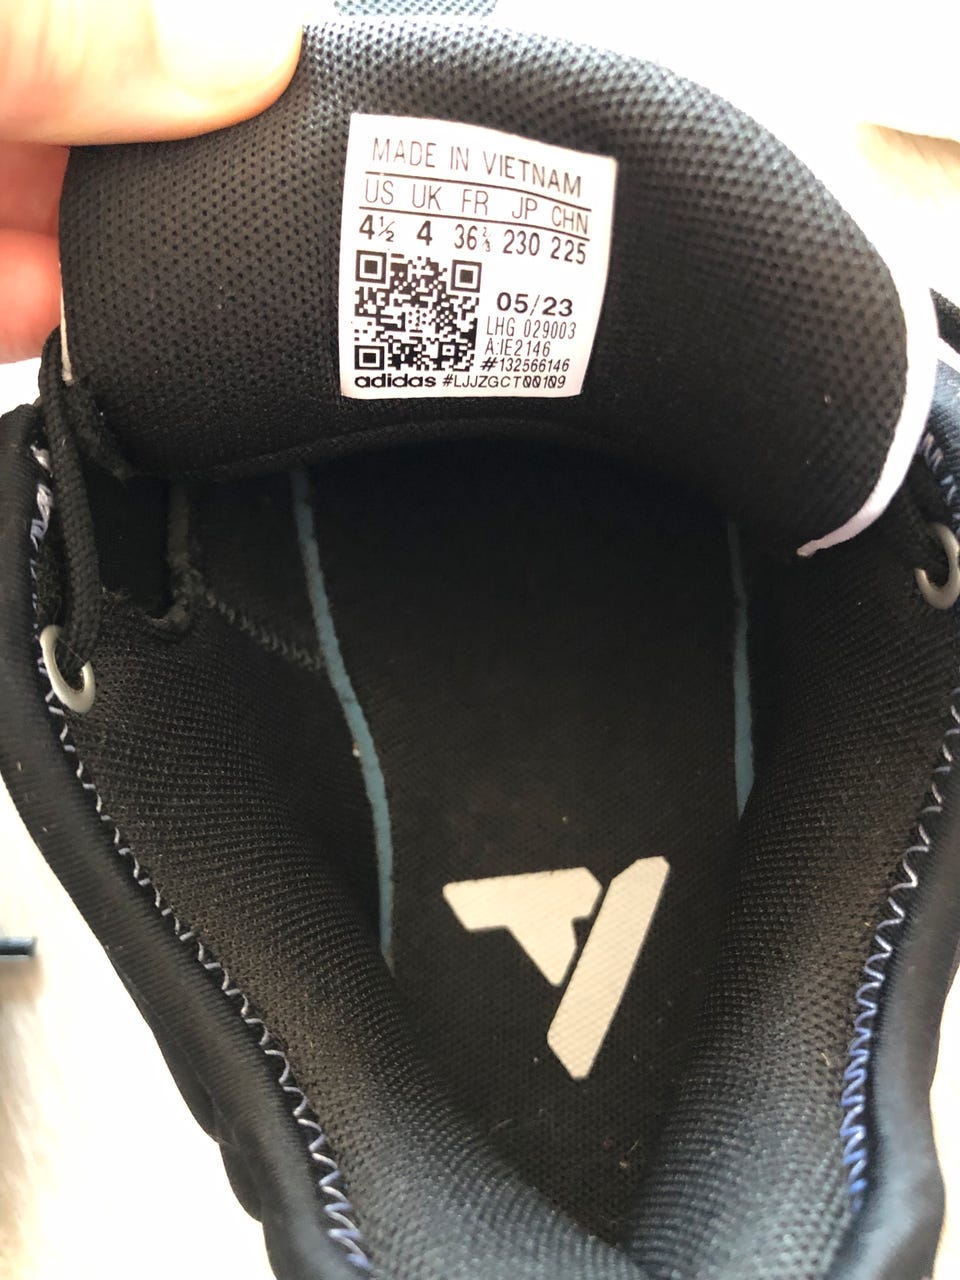 MADE IN VIETNAM
US UK FR JP CHN
4½ 4 36⅔ 230 225
05/23
LHG 029003
A:IE2146
#132566146
adidas #LJJZGCT00109